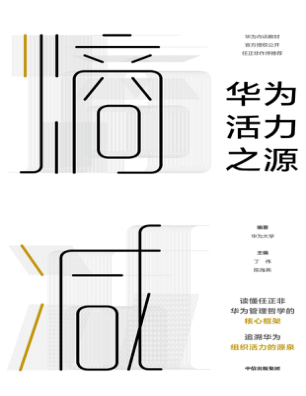 熵减
华为内训教材
官方授权公开
任正非作序推荐
华为
活力
之源
编著
华为大学
主编
丁 伟
陈海燕
读懂任正非
华为管理哲学的
核心框架
追溯华为
组织活力的源泉
中信出版集团